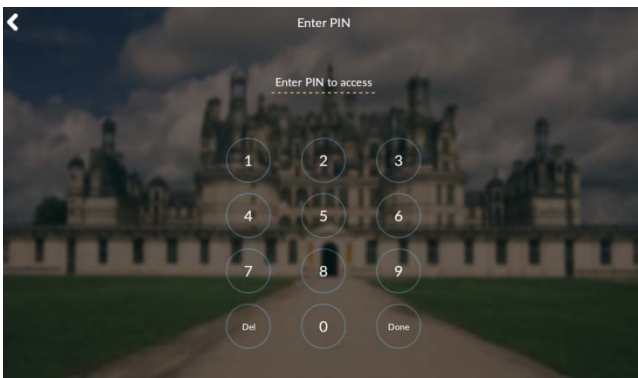 Enter PIN
Enter PIN to access
1 2 3
4 5 6
7 8 9
Del 0 Done